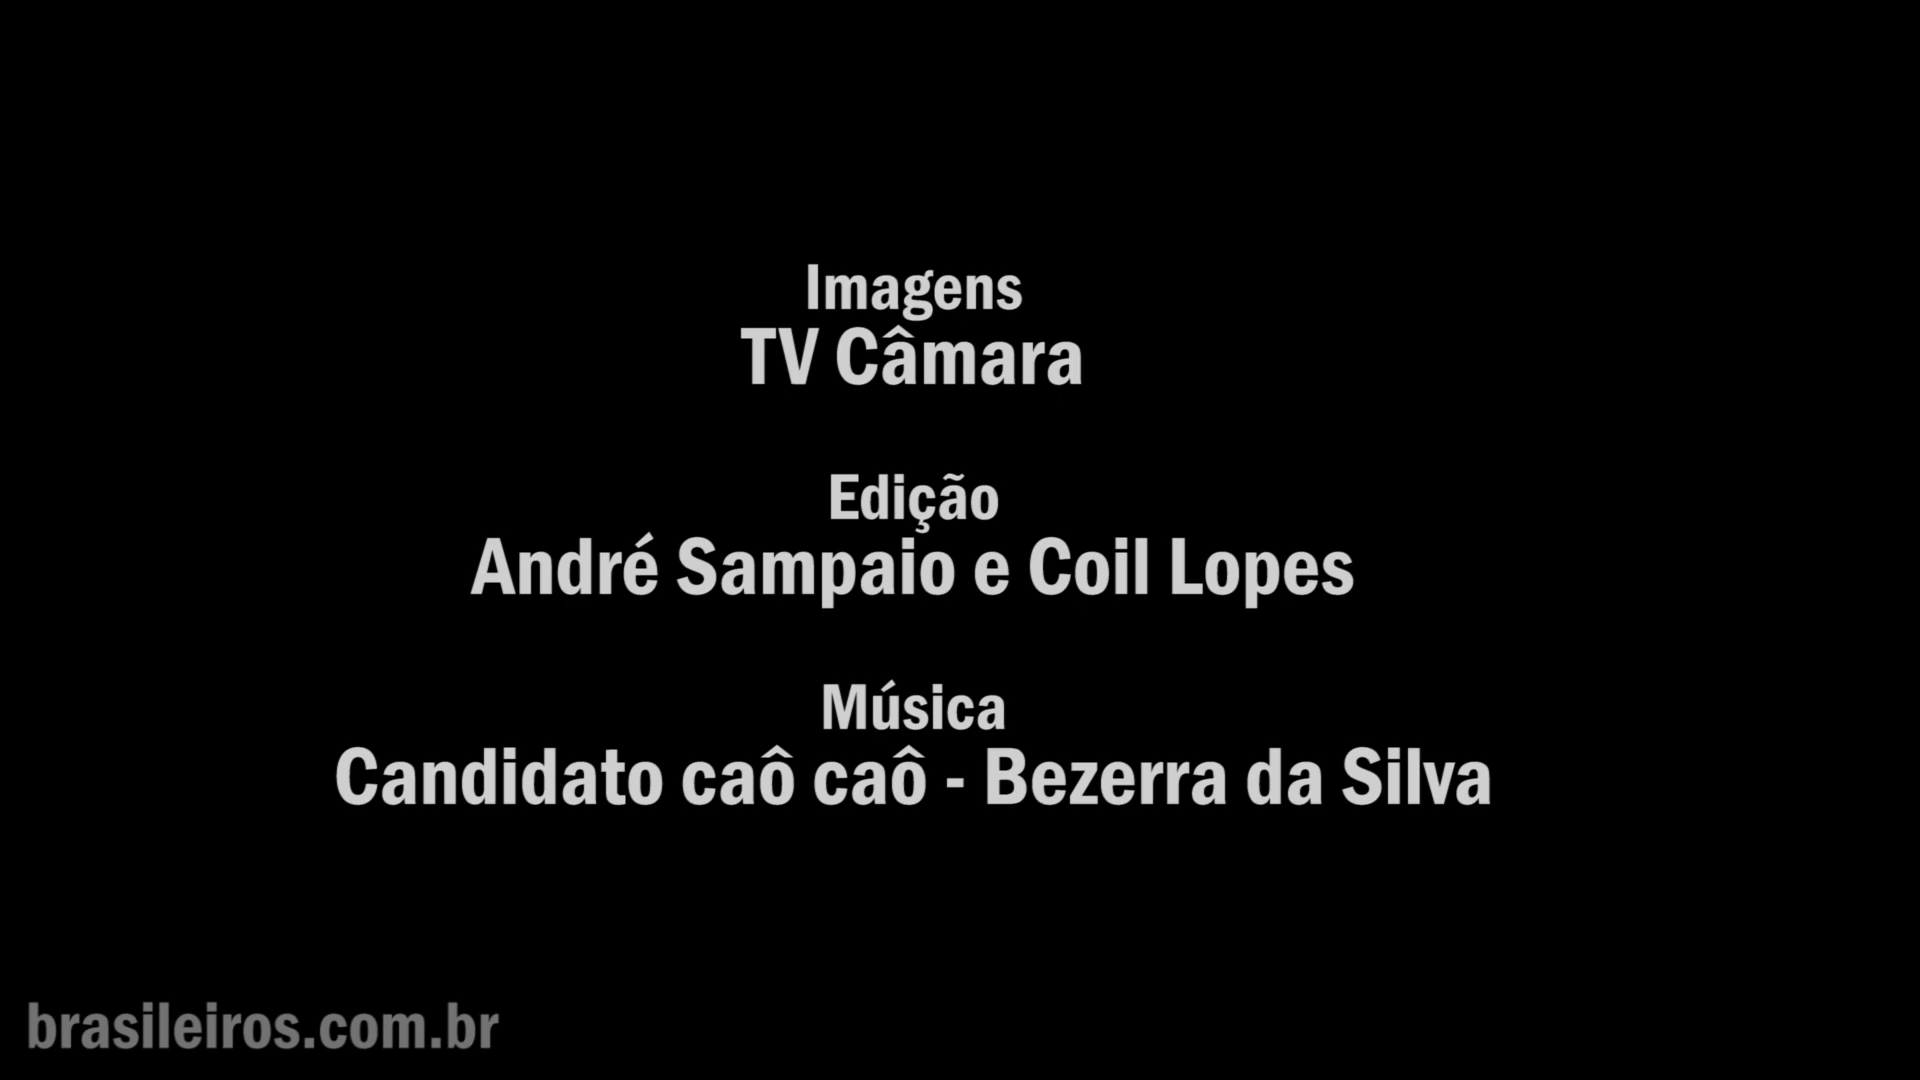 Imagens
TV Câmara
Edição
André Sampaio e Coil Lopes
Música
Candidato caô caô - Bezerra da Silva
brasileiros.com.br